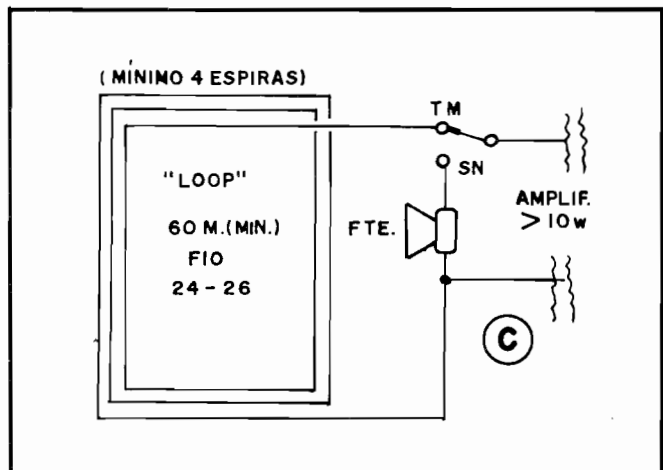 (MÍNIMO 4 ESPIRAS)
TM
SN
"LOOP"
60 M.(MIN.)
FIO
24 - 26
FTE.
AMPLIF.
> 10w
C